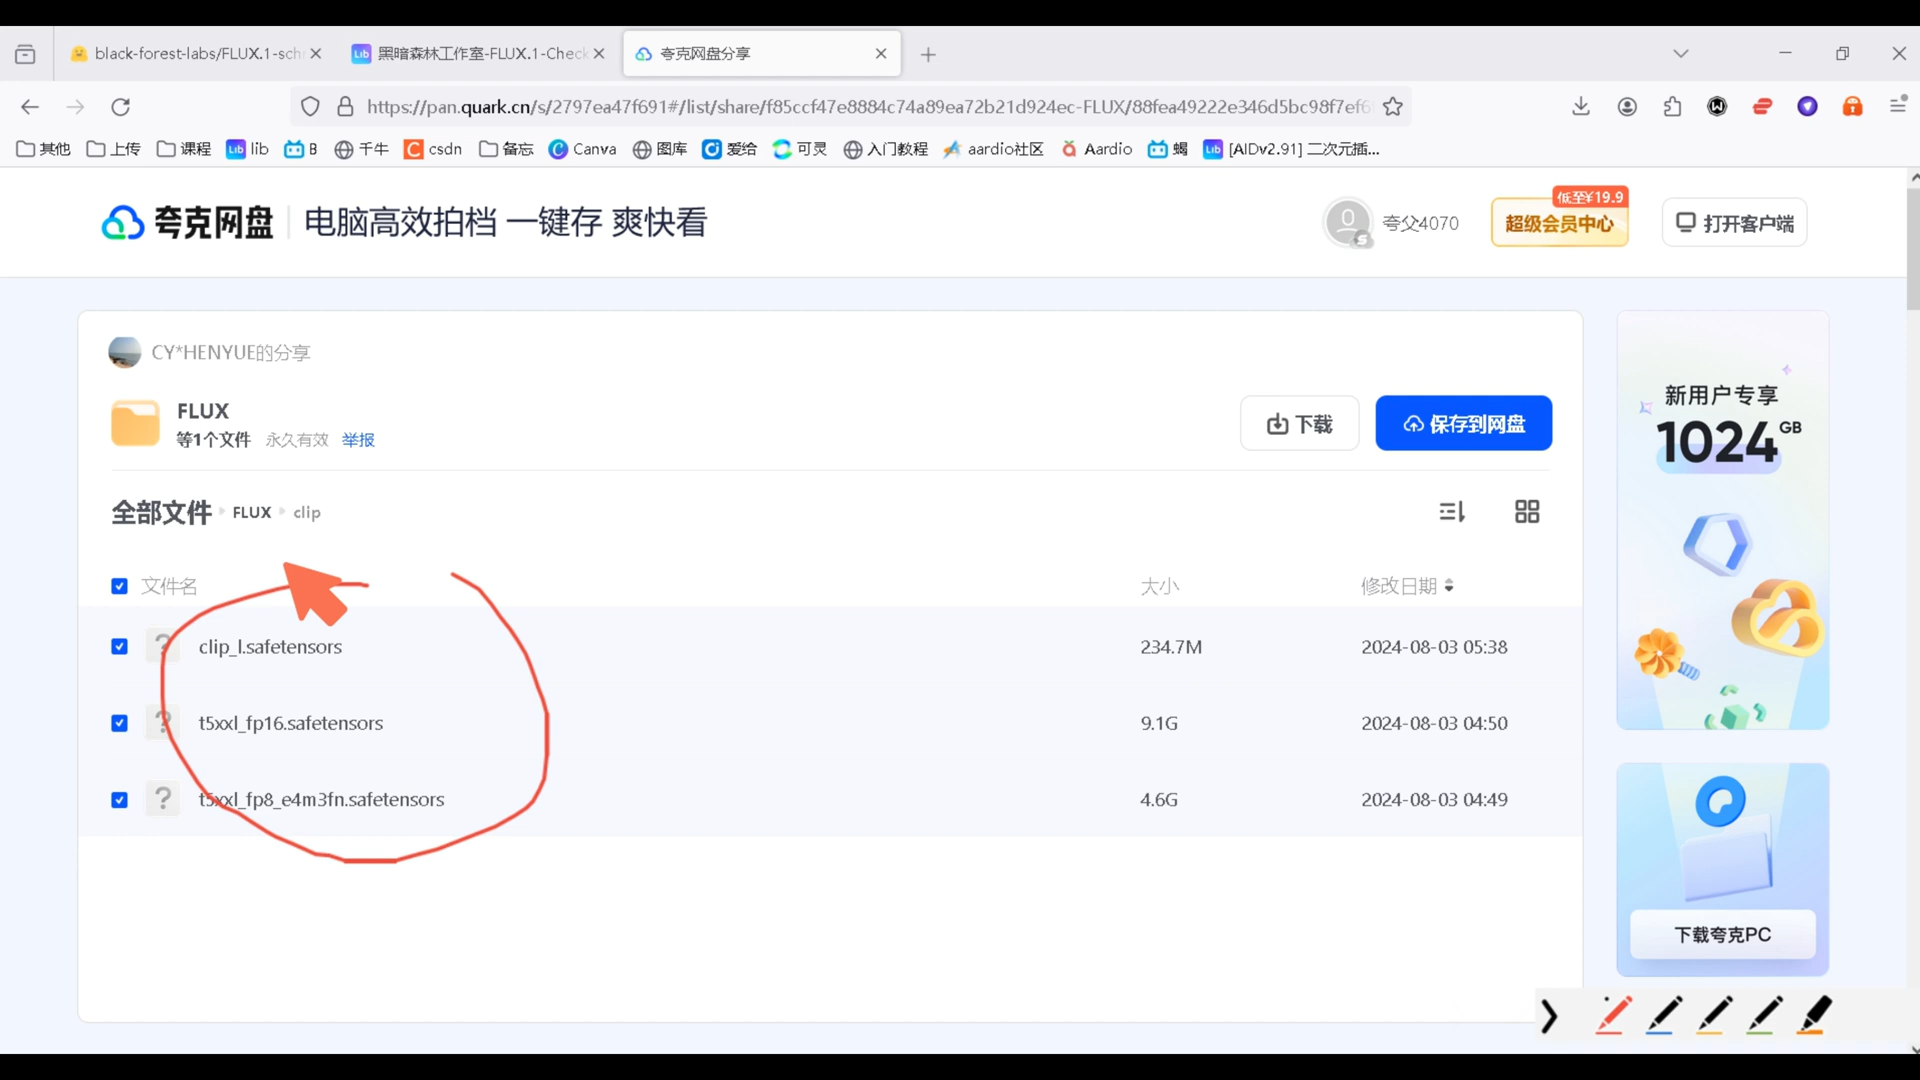 black-forest-labs/FLUX.1-sch
黑暗森林工作室-FLUX.1-Check
夸克网盘分享
https://pan.quark.cn/s/2797ea47f691#/list/share/f85ccf47e8884c74a89ea72b21d924ec-FLUX/88fea49222e346d5bc98f7ef6
其他 上传 课程 Lib lib B 千牛 C csdn 备忘 Canva 图库 爱给 可灵 入门教程 aardio社区 Aardio 蝎 Lib [AIDv2.91] 二次元插...
夸克网盘 电脑高效拍档 一键存 爽快看
夸父4070
低至¥19.9
超级会员中心
打开客户端
CY*HENYUE的分享
FLUX
等1个文件 永久有效 举报
下载
保存到网盘
全部文件 FLUX clip
文件名 大小 修改日期
clip_l.safetensors 234.7M 2024-08-03 05:38
t5xxl_fp16.safetensors 9.1G 2024-08-03 04:50
t5xxl_fp8_e4m3fn.safetensors 4.6G 2024-08-03 04:49
新用户专享
1024GB
下载夸克PC